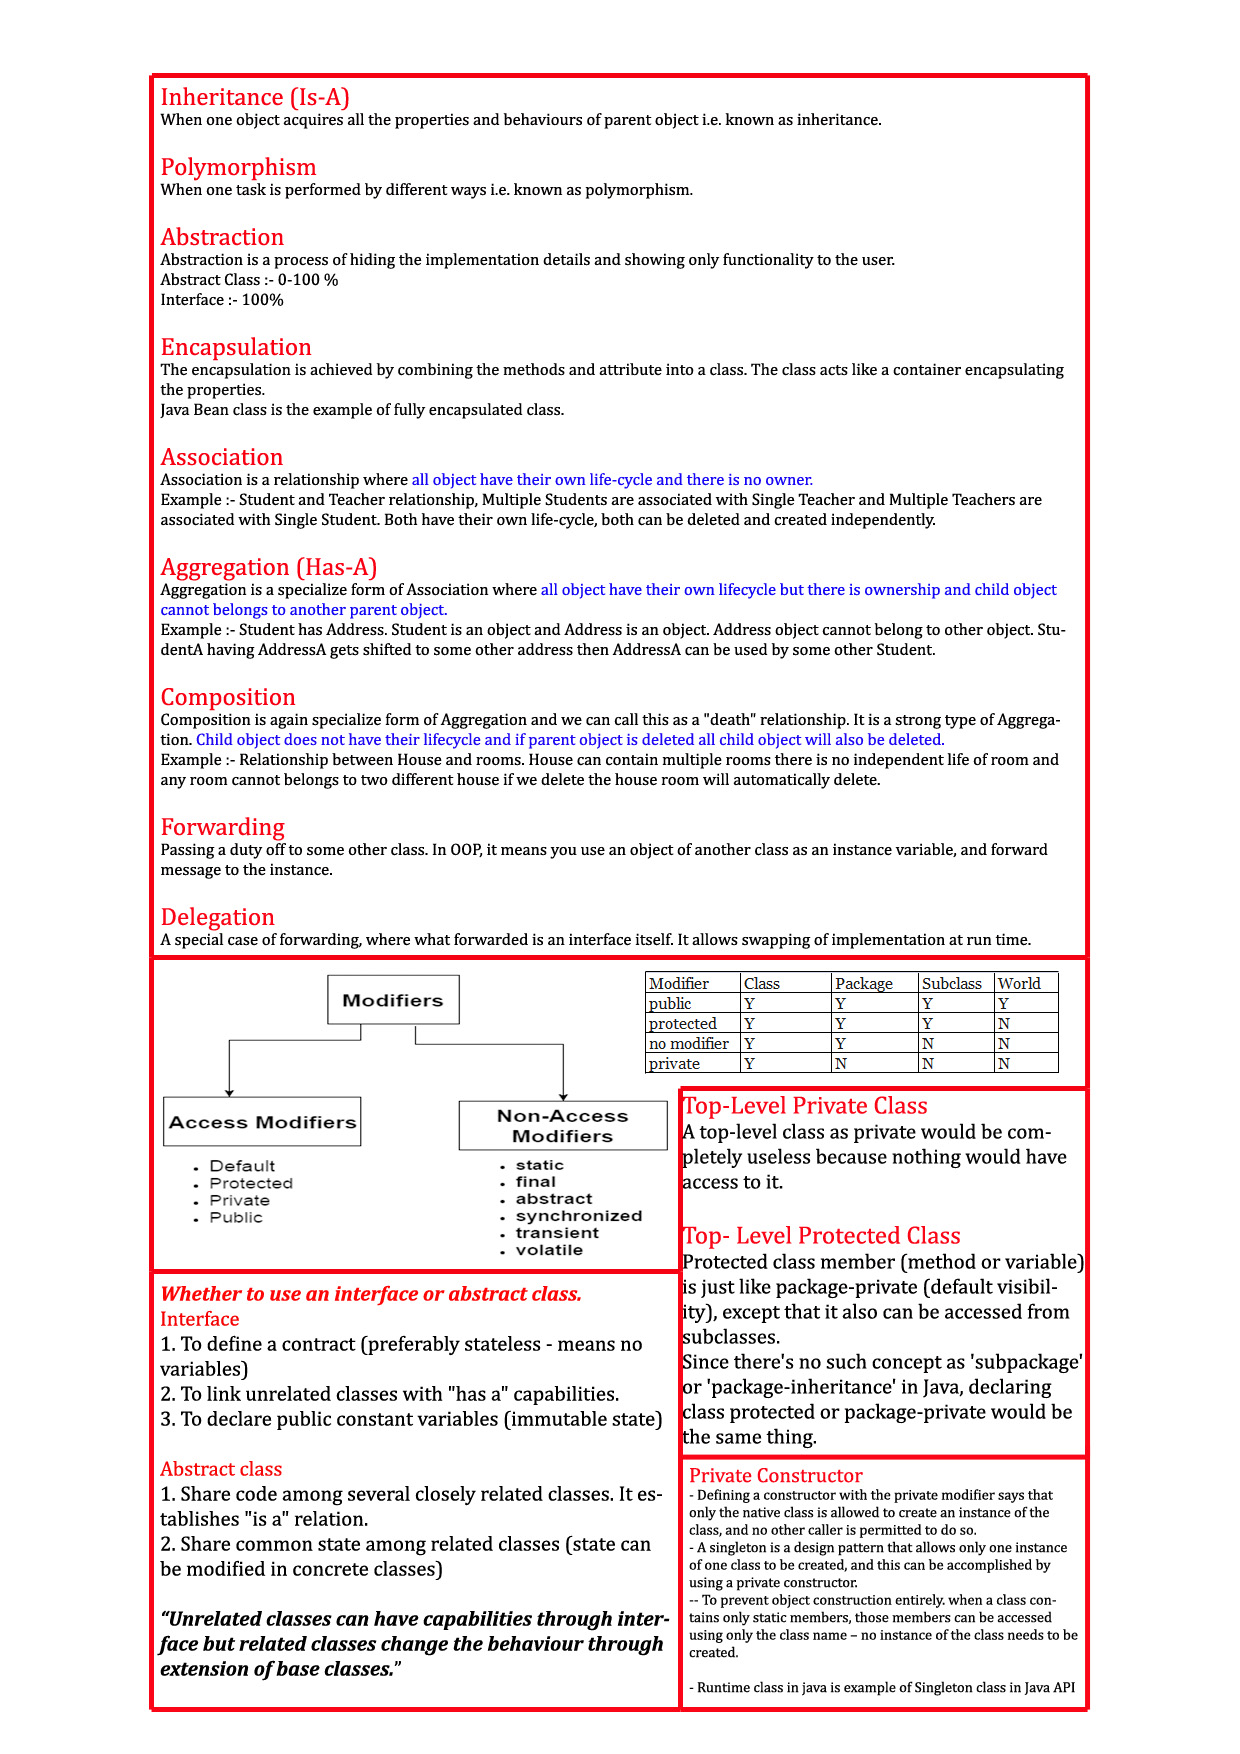 Inheritance (Is-A)
When one object acquires all the properties and behaviours of parent object i.e. known as inheritance.
Polymorphism
When one task is performed by different ways i.e. known as polymorphism.
Abstraction
Abstraction is a process of hiding the implementation details and showing only functionality to the user.
Abstract Class :- 0-100 %
Interface :- 100%
Encapsulation
The encapsulation is achieved by combining the methods and attribute into a class. The class acts like a container encapsulating
the properties.
Java Bean class is the example of fully encapsulated class.
Association
Association is a relationship where all object have their own life-cycle and there is no owner.
Example :- Student and Teacher relationship, Multiple Students are associated with Single Teacher and Multiple Teachers are
associated with Single Student. Both have their own life-cycle, both can be deleted and created independently.
Aggregation (Has-A)
Aggregation is a specialize form of Association where all object have their own lifecycle but there is ownership and child object
cannot belongs to another parent object.
Example :- Student has Address. Student is an object and Address is an object. Address object cannot belong to other object. Stu-
dentA having AddressA gets shifted to some other address then AddressA can be used by some other Student.
Composition
Composition is again specialize form of Aggregation and we can call this as a "death" relationship. It is a strong type of Aggrega-
tion. Child object does not have their lifecycle and if parent object is deleted all child object will also be deleted.
Example :- Relationship between House and rooms. House can contain multiple rooms there is no independent life of room and
any room cannot belongs to two different house if we delete the house room will automatically delete.
Forwarding
Passing a duty off to some other class. In OOP, it means you use an object of another class as an instance variable, and forward
message to the instance.
Delegation
A special case of forwarding, where what forwarded is an interface itself. It allows swapping of implementation at run time.
Modifiers
Access Modifiers
• Default
• Protected
• Private
• Public
Non-Access
Modifiers
• static
• final
• abstract
• synchronized
• transient
• volatile
Modifier Class Package Subclass World
public Y Y Y Y
protected Y Y Y N
no modifier Y Y N N
private Y N N N
Top-Level Private Class
A top-level class as private would be com-
pletely useless because nothing would have
access to it.
Top- Level Protected Class
Protected class member (method or variable)
is just like package-private (default visibil-
ity), except that it also can be accessed from
subclasses.
Since there's no such concept as 'subpackage'
or 'package-inheritance' in Java, declaring
class protected or package-private would be
the same thing.
Whether to use an interface or abstract class.
Interface
1. To define a contract (preferably stateless - means no
variables)
2. To link unrelated classes with "has a" capabilities.
3. To declare public constant variables (immutable state)
Abstract class
1. Share code among several closely related classes. It es-
tablishes "is a" relation.
2. Share common state among related classes (state can
be modified in concrete classes)
“Unrelated classes can have capabilities through inter-
face but related classes change the behaviour through
extension of base classes.”
Private Constructor
- Defining a constructor with the private modifier says that
only the native class is allowed to create an instance of the
class, and no other caller is permitted to do so.
- A singleton is a design pattern that allows only one instance
of one class to be created, and this can be accomplished by
using a private constructor.
-- To prevent object construction entirely. when a class con-
tains only static members, those members can be accessed
using only the class name – no instance of the class needs to be
created.
- Runtime class in java is example of Singleton class in Java API